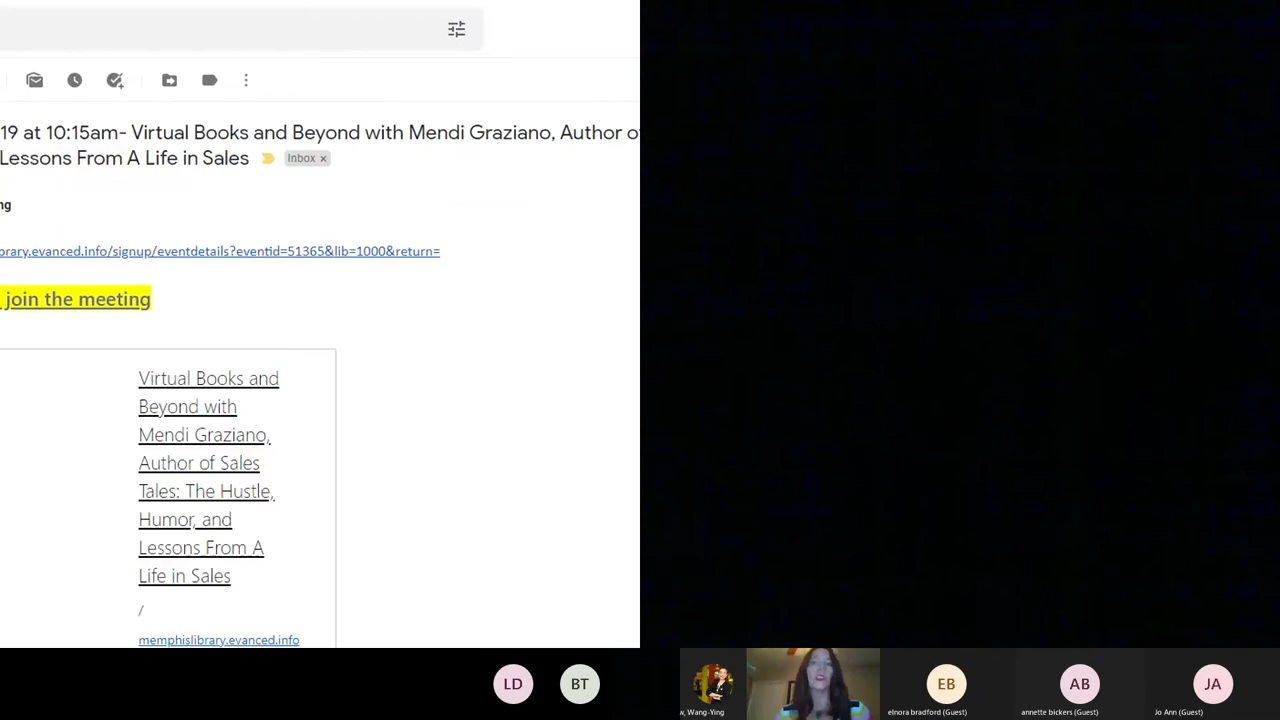 19 at 10:15am- Virtual Books and Beyond with Mendi Graziano, Author o
Lessons From A Life in Sales
Inbox ×
ng
brary.evanced.info/signup/eventdetails?eventid=51365&lib=1000&return=
join the meeting
Virtual Books and
Beyond with
Mendi Graziano,
Author of Sales
Tales: The Hustle,
Humor, and
Lessons From A
Life in Sales
/
memphislibrary.evanced.info
LD
BT
EB
AB
JA
w, Wang-Ying
elnora bradford (Guest)
annette bickers (Guest)
Jo Ann (Guest)